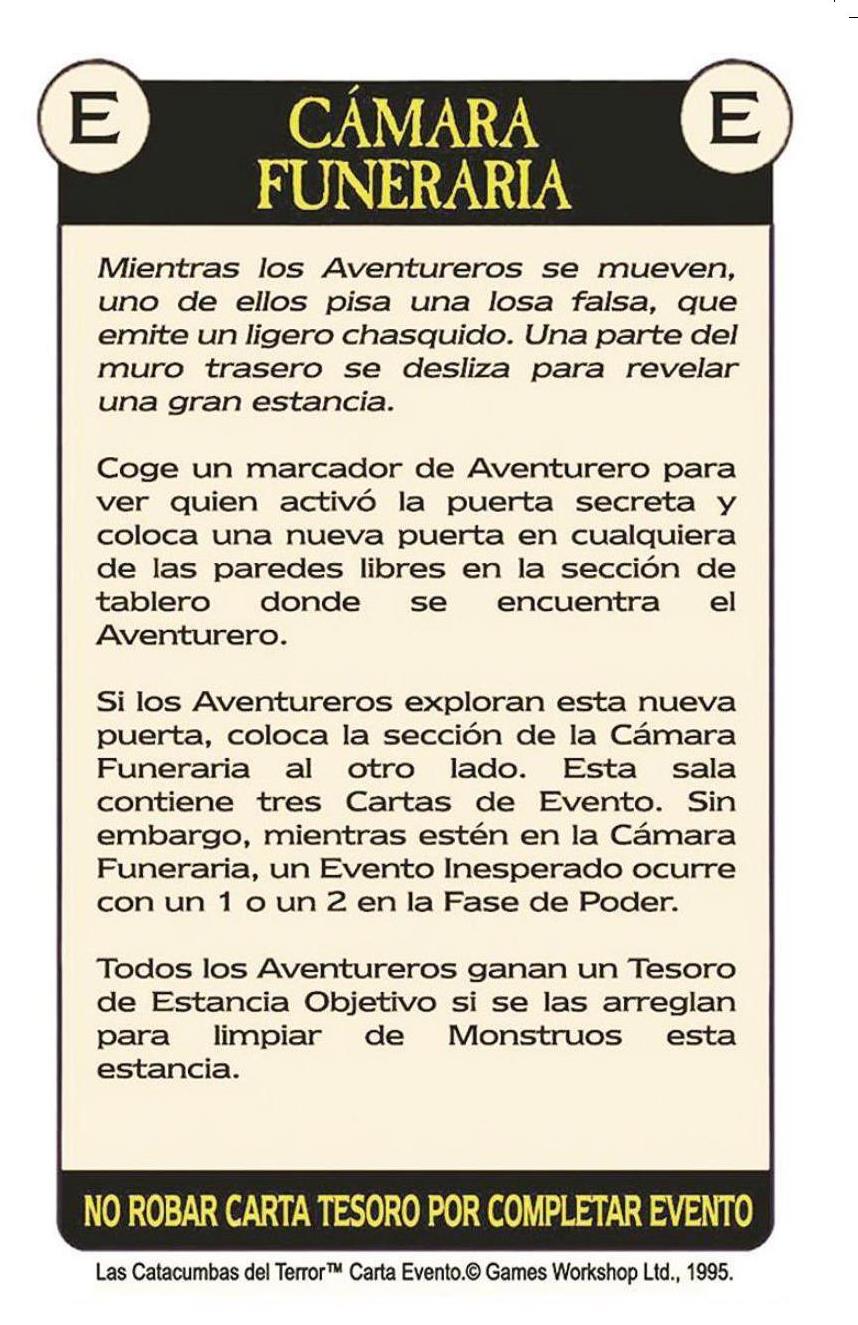 E
CÁMARA
FUNERARIA
E
Mientras los Aventureros se mueven,
uno de ellos pisa una losa falsa, que
emite un ligero chasquido. Una parte del
muro trasero se desliza para revelar
una gran estancia.
Coge un marcador de Aventurero para
ver quien activó la puerta secreta y
coloca una nueva puerta en cualquiera
de las paredes libres en la sección de
tablero donde se encuentra el
Aventurero.
Si los Aventureros exploran esta nueva
puerta, coloca la sección de la Cámara
Funeraria al otro lado. Esta sala
contiene tres Cartas de Evento. Sin
embargo, mientras estén en la Cámara
Funeraria, un Evento Inesperado ocurre
con un 1 o un 2 en la Fase de Poder.
Todos los Aventureros ganan un Tesoro
de Estancia Objetivo si se las arreglan
para limpiar de Monstruos esta
estancia.
NO ROBAR CARTA TESORO POR COMPLETAR EVENTO
Las Catacumbas del Terror™ Carta Evento.© Games Workshop Ltd., 1995.